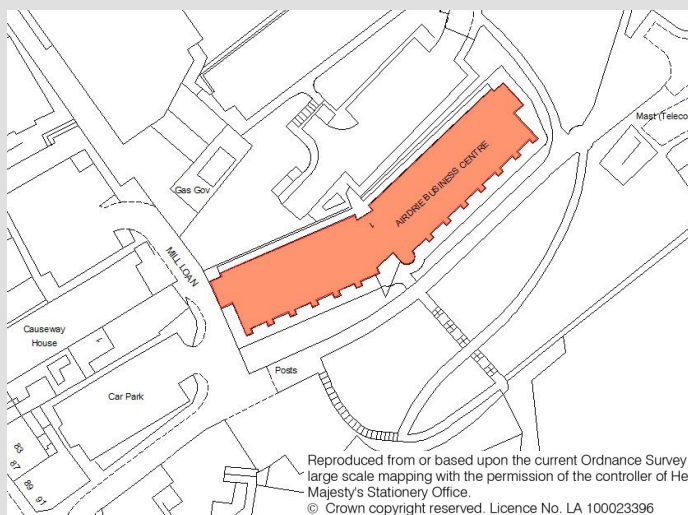 Mast (Teleco
AIRDRIE BUSINESS CENTRE
1
Gas Gov
MILL LOAN
Causeway
House
1
Posts
Car Park
83
87
89
91
Reproduced from or based upon the current Ordnance Survey
large scale mapping with the permission of the controller of He
Majesty's Stationery Office.
© Crown copyright reserved. Licence No. LA 100023396